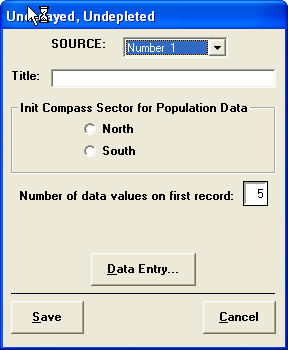 Undepleted
SOURCE: Number 1
Title:
Init Compass Sector for Population Data
North
South
Number of data values on first record: 5
Data Entry...
Save Cancel